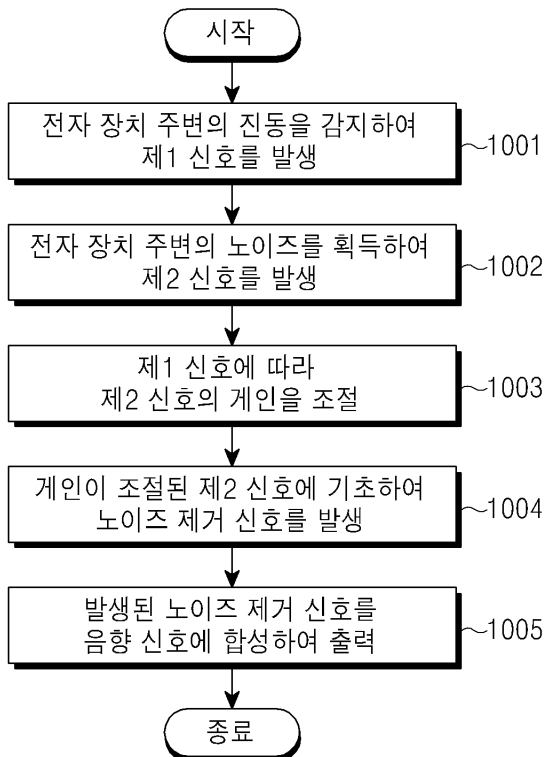 시작
전자 장치 주변의 진동을 감지하여
제1 신호를 발생
1001
전자 장치 주변의 노이즈를 획득하여
제2 신호를 발생
1002
제1 신호에 따라
제2 신호의 게인을 조절
1003
게인이 조절된 제2 신호에 기초하여
노이즈 제거 신호를 발생
1004
발생된 노이즈 제거 신호를
음향 신호에 합성하여 출력
1005
종료